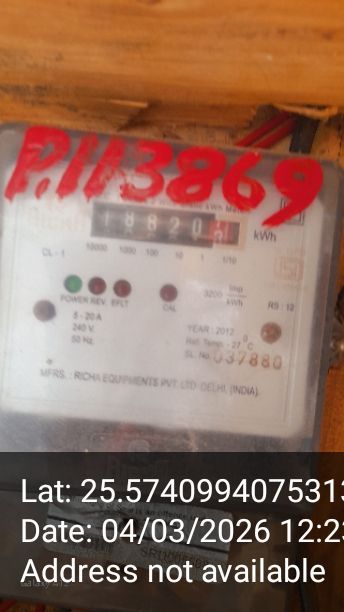 P.113869
18820
kWh
CL - 1
10000 1000 100 10 1 1/10
POWER REV. EFLT
CAL
3200 imp/kWh
RS : 12
5 - 20 A
240 V.
50 Hz.
YEARː 2012
Ref. Temp. - 27°C
SL. No. 037880
MFRS. : RICHA EQUIPMENTS PVT. LTD. DELHI, (INDIA).
Lat: 25.574099407531
Date: 04/03/2026 12:2
Address not available